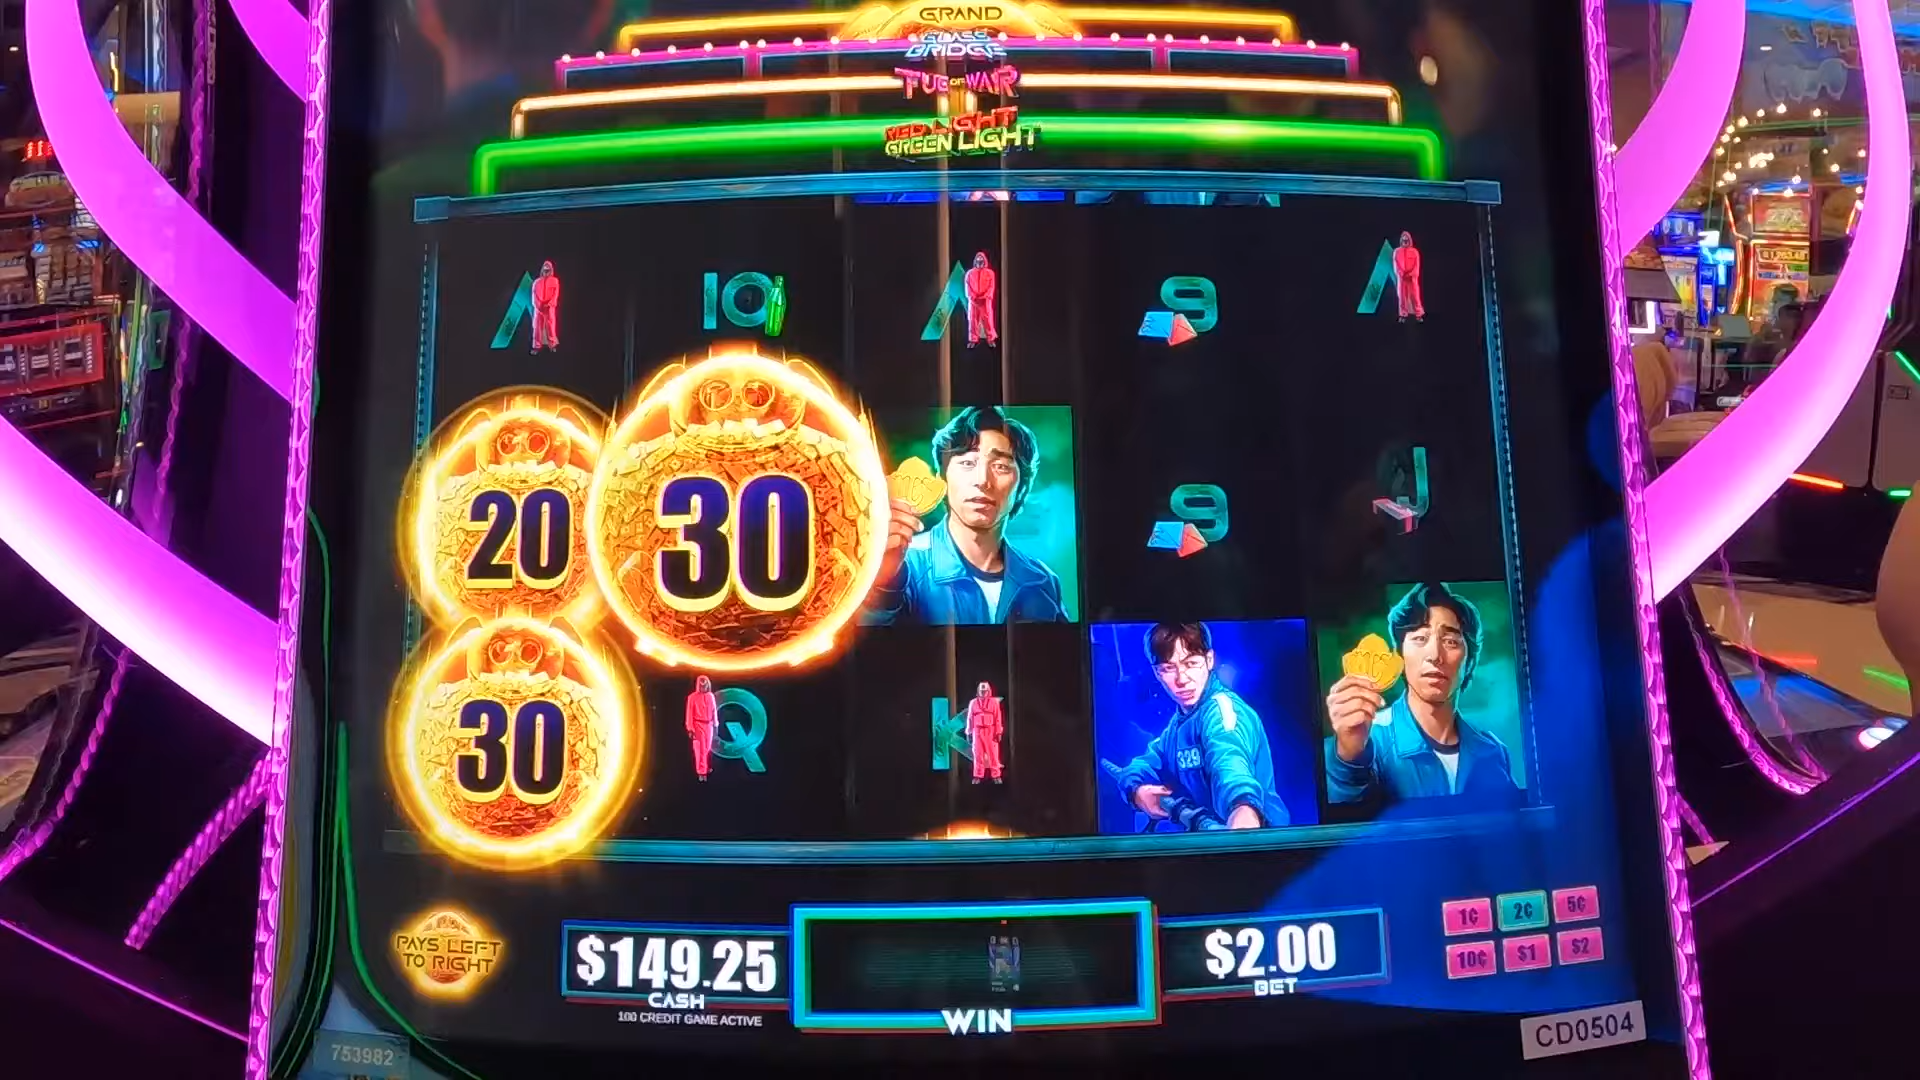 GRAND
GLASS
BRIDGE
TUG OF WAR
RED LIGHT
GREEN LIGHT
A
10
A
9
A
20
30
9
J
30
Q
K
329
PAYS LEFT
TO RIGHT
$149.25
CASH
100 CREDIT GAME ACTIVE
WIN
$2.00
BET
1¢ 2¢ 5¢
10¢ $1 $2
CD0504
753982